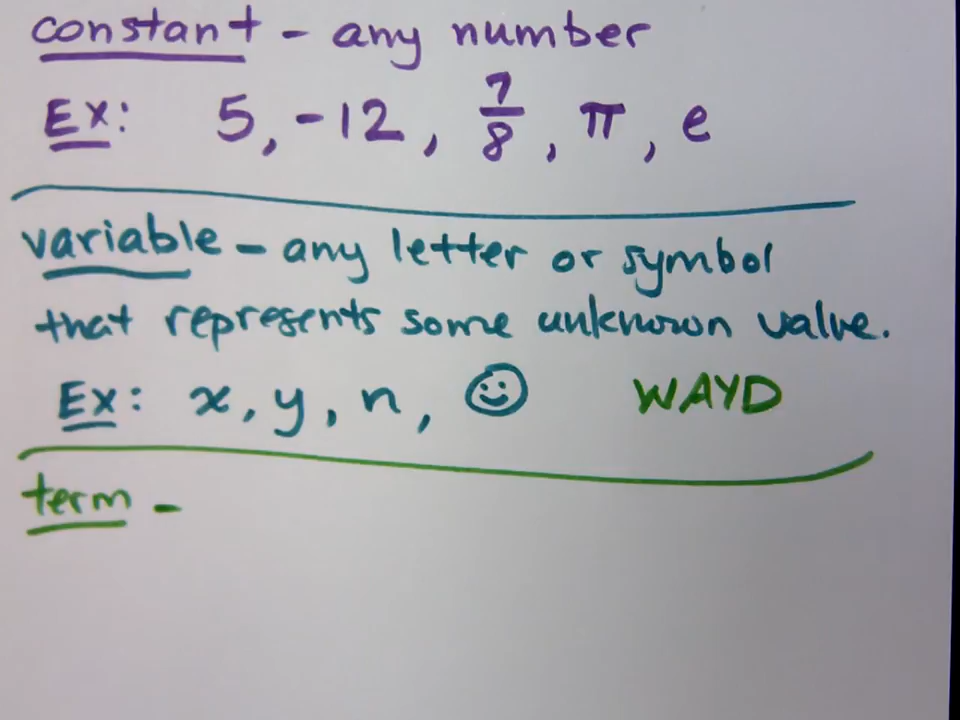 constant - any number
Ex: 5, -12, 7/8, π, e
variable - any letter or symbol
that represents some unknown value.
Ex: x, y, n, ☺ WAYD
term -